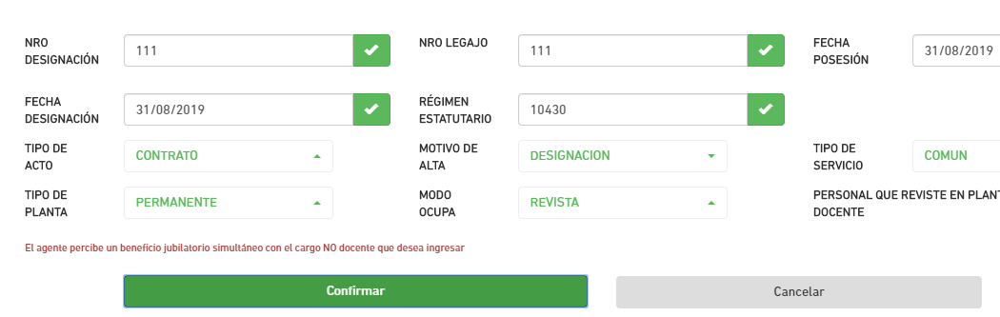 NRO
DESIGNACIÓN
111
NRO LEGAJO
111
FECHA
POSESIÓN
31/08/2019
FECHA
DESIGNACIÓN
31/08/2019
RÉGIMEN
ESTATUTARIO
10430
TIPO DE
ACTO
CONTRATO
MOTIVO DE
ALTA
DESIGNACION
TIPO DE
SERVICIO
COMUN
TIPO DE
PLANTA
PERMANENTE
MODO
OCUPA
REVISTA
PERSONAL QUE REVISTE EN PLANT
DOCENTE
El agente percibe un beneficio jubilatorio simultáneo con el cargo NO docente que desea ingresar
Confirmar
Cancelar